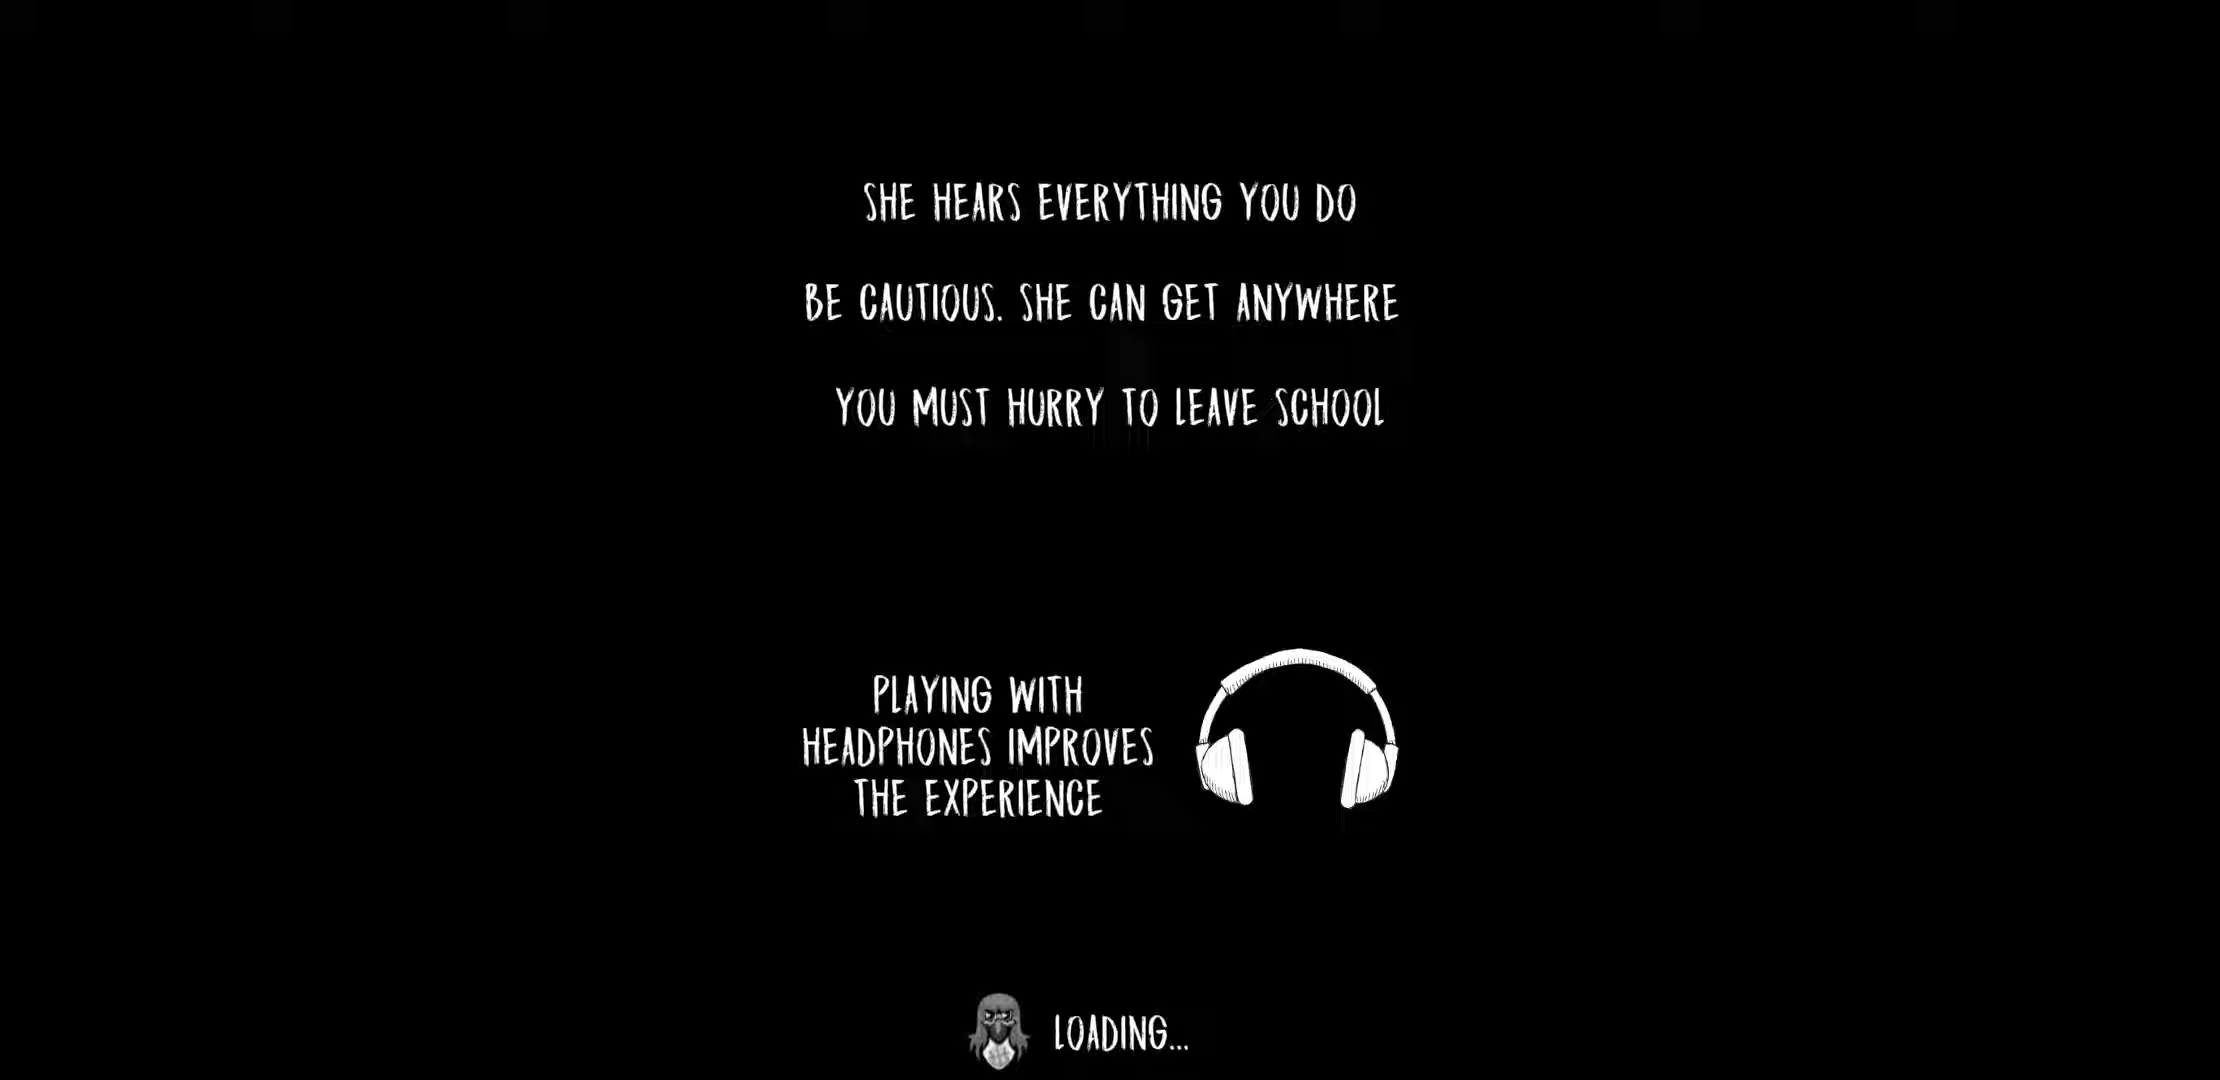 SHE HEARS EVERYTHING YOU DO
BE CAUTIOUS. SHE CAN GET ANYWHERE
YOU MUST HURRY TO LEAVE SCHOOL
PLAYING WITH
HEADPHONES IMPROVES
THE EXPERIENCE
LOADING...